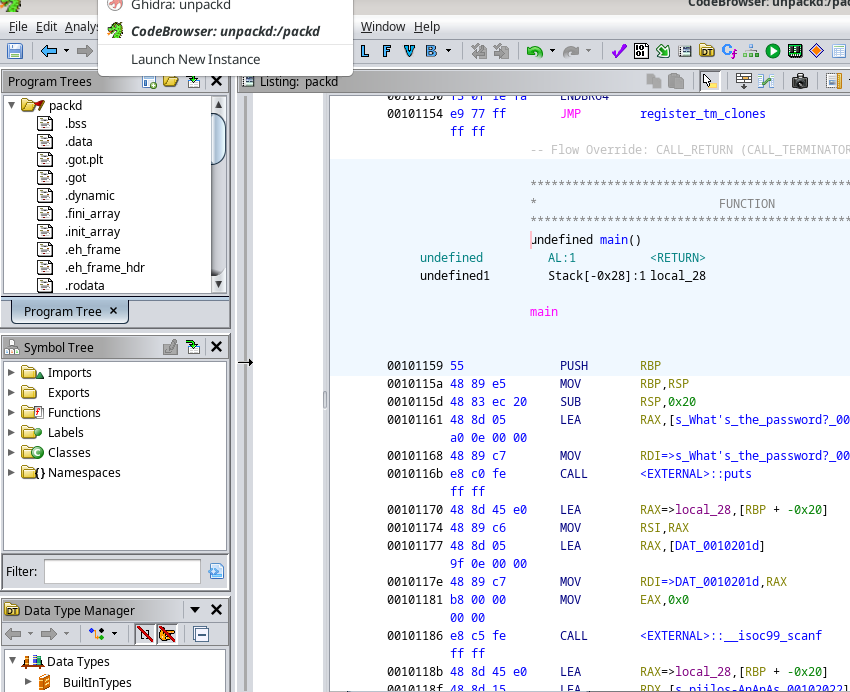 Ghidra: unpackd
CodeBrowser: unpackd:/packd
Launch New Instance
CodeBrowser: unpackd:/pac
File Edit Analys Window Help
L F V B
Program Trees
Listing: packd
packd
.bss
.data
.got.plt
.got
.dynamic
.fini_array
.init_array
.eh_frame
.eh_frame_hdr
.rodata
Program Tree ×
Symbol Tree
Imports
Exports
Functions
Labels
Classes
Namespaces
Filter:
Data Type Manager
Data Types
BuiltInTypes
00101150 f3 0f 1e fa ENDBR64
00101154 e9 77 ff JMP register_tm_clones
ff ff
-- Flow Override: CALL_RETURN (CALL_TERMINATOR
************************************************
* FUNCTION
************************************************
undefined main()
undefined AL:1 <RETURN>
undefined1 Stack[-0x28]:1 local_28
main
00101159 55 PUSH RBP
0010115a 48 89 e5 MOV RBP,RSP
0010115d 48 83 ec 20 SUB RSP,0x20
00101161 48 8d 05 LEA RAX,[s_What's_the_password?_00
a0 0e 00 00
00101168 48 89 c7 MOV RDI=>s_What's_the_password?_00
0010116b e8 c0 fe CALL <EXTERNAL>::puts
ff ff
00101170 48 8d 45 e0 LEA RAX=>local_28,[RBP + -0x20]
00101174 48 89 c6 MOV RSI,RAX
00101177 48 8d 05 LEA RAX,[DAT_0010201d]
9f 0e 00 00
0010117e 48 89 c7 MOV RDI=>DAT_0010201d,RAX
00101181 b8 00 00 MOV EAX,0x0
00 00
00101186 e8 c5 fe CALL <EXTERNAL>::__isoc99_scanf
ff ff
0010118b 48 8d 45 e0 LEA RAX=>local_28,[RBP + -0x20]
0010118f 48 8d 15 LEA RDX,[s_piilos-AnAnAs_00102022]